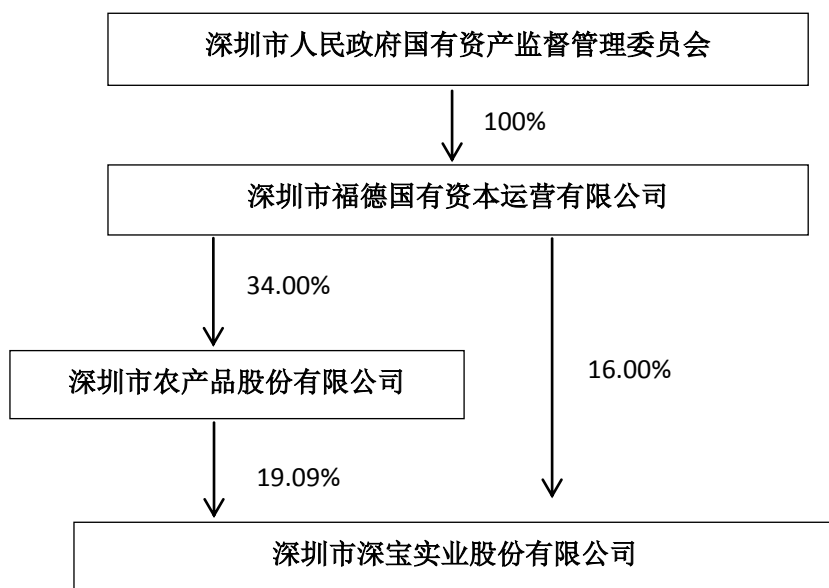 深圳市人民政府国有资产监督管理委员会
100%
深圳市福德国有资本运营有限公司
34.00%
深圳市农产品股份有限公司
16.00%
19.09%
深圳市深宝实业股份有限公司